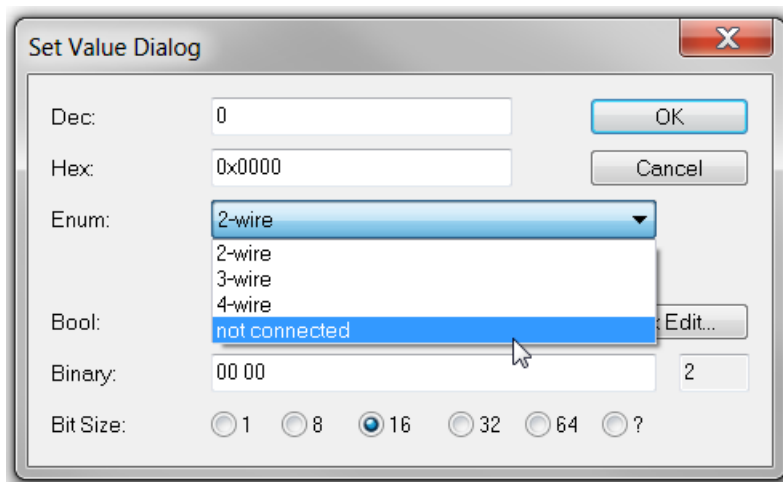 Set Value Dialog
Dec: 0 OK
Hex: 0x0000 Cancel
Enum: 2-wire
2-wire
3-wire
4-wire
not connected
Bool: Edit...
Binary: 00 00 2
Bit Size: 1 8 16 32 64 ?